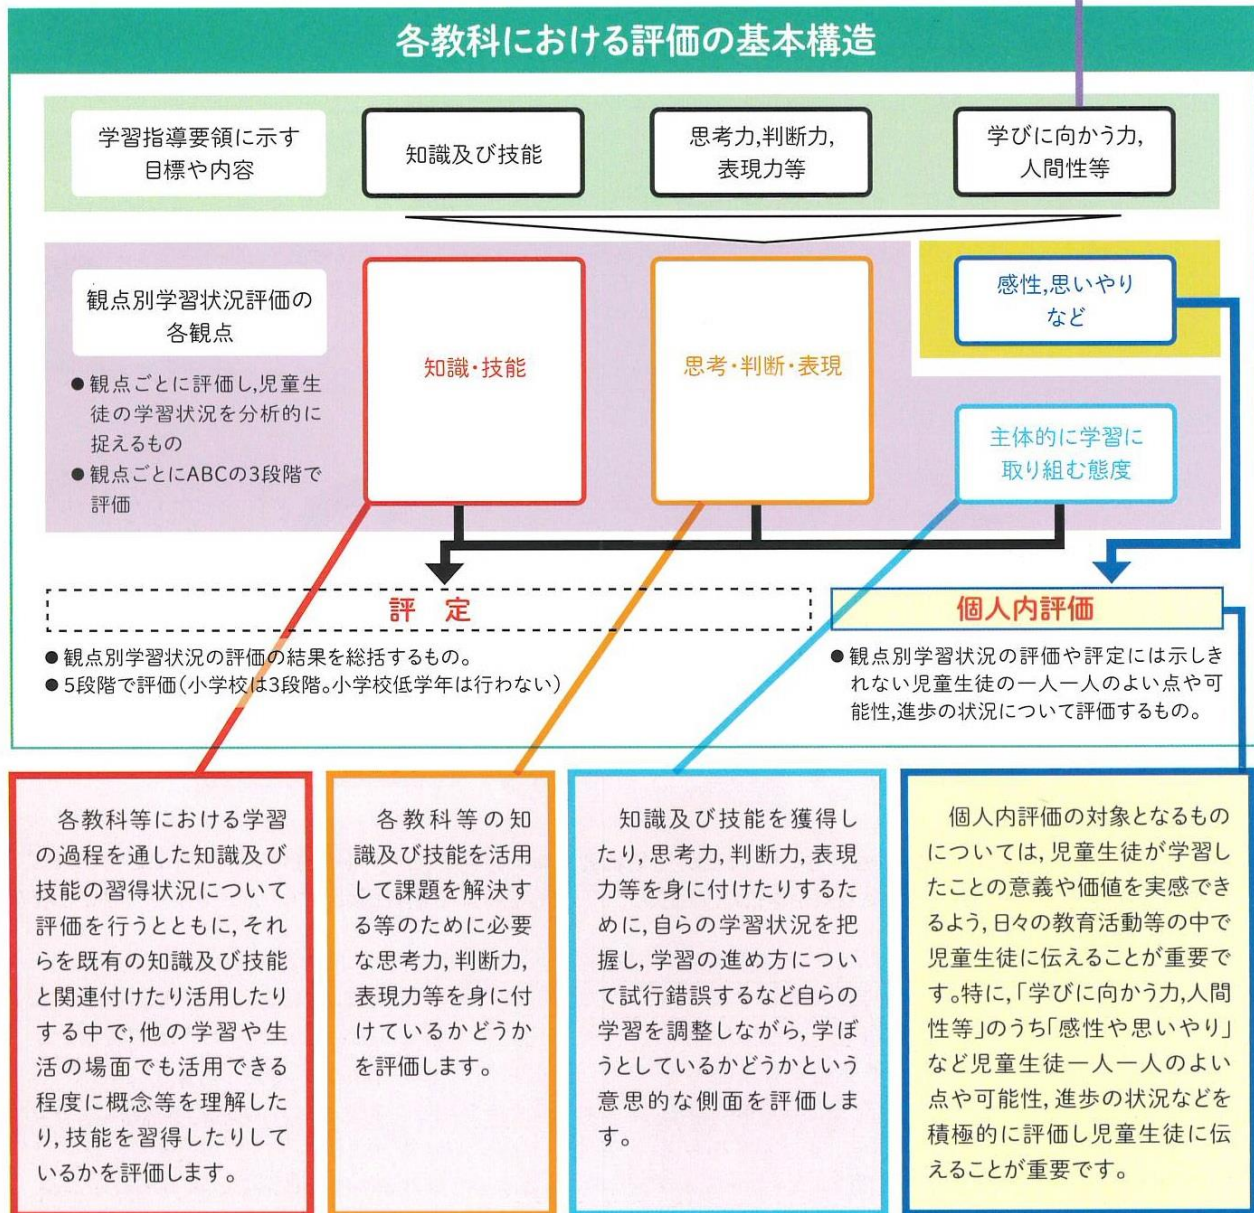 各教科における評価の基本構造
学習指導要領に示す
目標や内容
知識及び技能
思考力,判断力,
表現力等
学びに向かう力,
人間性等
観点別学習状況評価の
各観点
●観点ごとに評価し,児童生
徒の学習状況を分析的に
捉えるもの
●観点ごとにABCの3段階で
評価
知識・技能
思考・判断・表現
感性,思いやり
など
主体的に学習に
取り組む態度
評 定
●観点別学習状況の評価の結果を総括するもの。
●5段階で評価(小学校は3段階。小学校低学年は行わない)
個人内評価
●観点別学習状況の評価や評定には示しき
れない児童生徒の一人一人のよい点や可
能性,進歩の状況について評価するもの。
各教科等における学習
の過程を通した知識及び
技能の習得状況について
評価を行うとともに,それ
らを既有の知識及び技能
と関連付けたり活用したり
する中で,他の学習や生
活の場面でも活用できる
程度に概念等を理解した
り,技能を習得したりして
いるかを評価します。
各教科等の知
識及び技能を活用
して課題を解決す
る等のために必要
な思考力,判断力,
表現力等を身に付
けているかどうか
を評価します。
知識及び技能を獲得し
たり,思考力,判断力,表現
力等を身に付けたりするた
めに,自らの学習状況を把
握し,学習の進め方につい
て試行錯誤するなど自らの
学習を調整しながら,学ぼ
うとしているかどうかという
意思的な側面を評価しま
す。
個人内評価の対象となるもの
については,児童生徒が学習し
たことの意義や価値を実感でき
るよう,日々の教育活動等の中で
児童生徒に伝えることが重要で
す。特に,「学びに向かう力,人間
性等」のうち「感性や思いやり」
など児童生徒一人一人のよい
点や可能性,進歩の状況などを
積極的に評価し児童生徒に伝
えることが重要です。